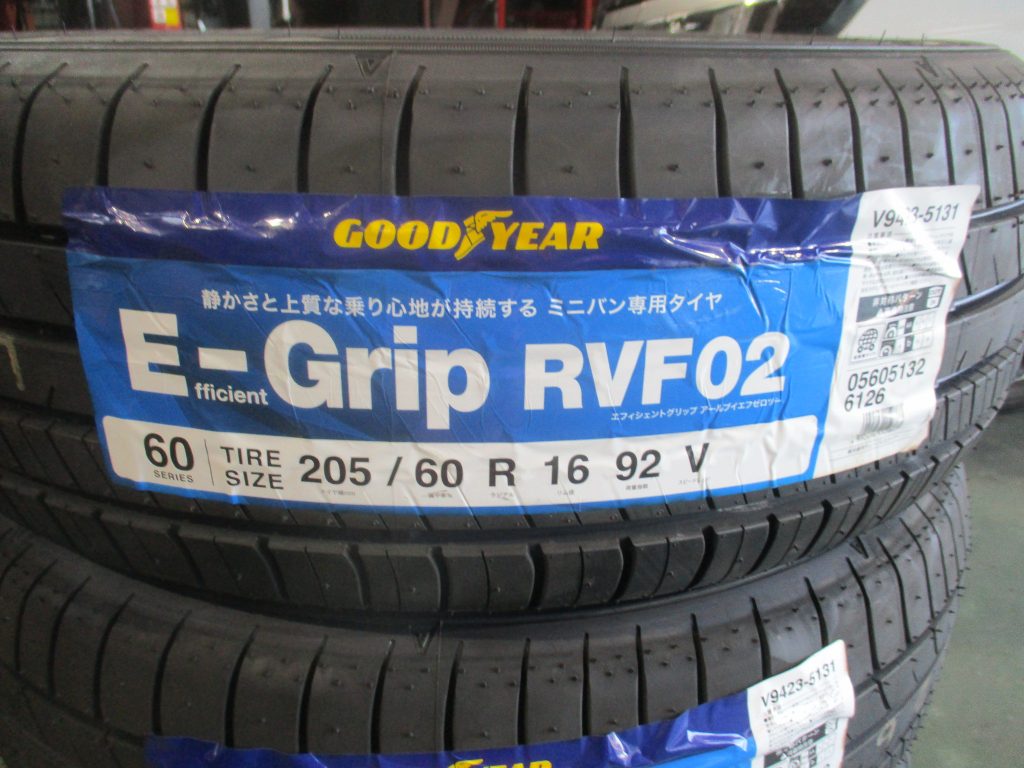 GOODYEAR
V9423-5131
静かさと上質な乗り心地が持続する ミニバン専用タイヤ
E-Grip RVF02
fficient
エフィシェントグリップ アールブイエフゼロツー
05605132
6126
60 SERIES
TIRE SIZE 205 / 60 R 16 92 V
V9423-5131